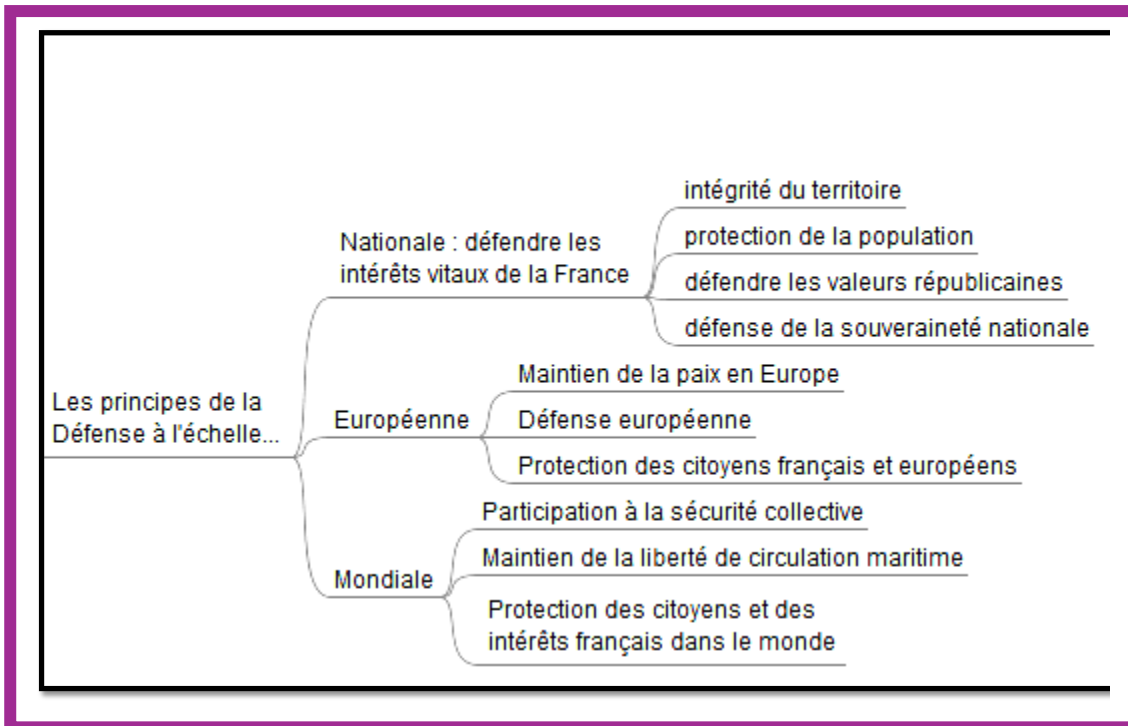 Les principes de la
Défense à l'échelle...
Nationale : défendre les
intérêts vitaux de la France
intégrité du territoire
protection de la population
défendre les valeurs républicaines
défense de la souveraineté nationale
Européenne
Maintien de la paix en Europe
Défense européenne
Protection des citoyens français et européens
Mondiale
Participation à la sécurité collective
Maintien de la liberté de circulation maritime
Protection des citoyens et des
intérêts français dans le monde